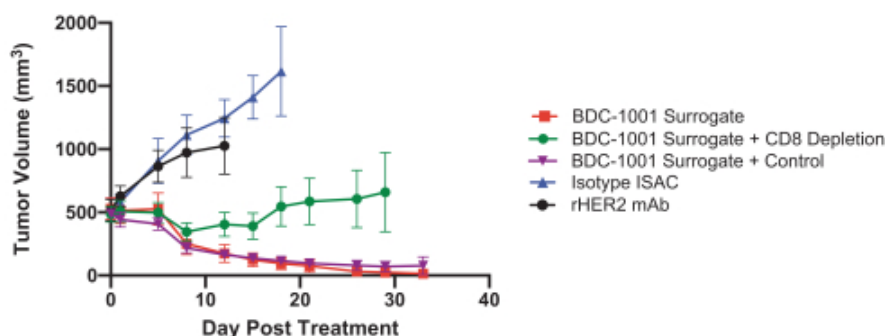 2000
1500
1000
500
0
Tumor Volume (mm³)
0 10 20 30 40
Day Post Treatment
BDC-1001 Surrogate
BDC-1001 Surrogate + CD8 Depletion
BDC-1001 Surrogate + Control
Isotype ISAC
rHER2 mAb